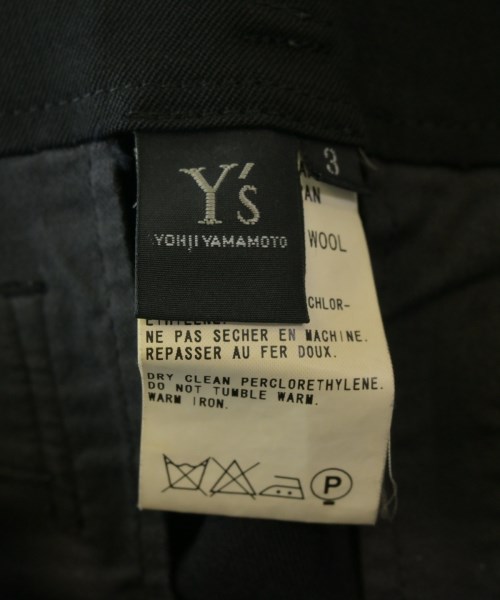 3
Y's
YOHJI YAMAMOTO
AN
WOOL
CHLOR-
NE PAS SECHER EN MACHINE.
REPASSER AU FER DOUX.
DRY CLEAN PERCLORETHYLENE.
DO NOT TUMBLE WARM.
WARM IRON.
P